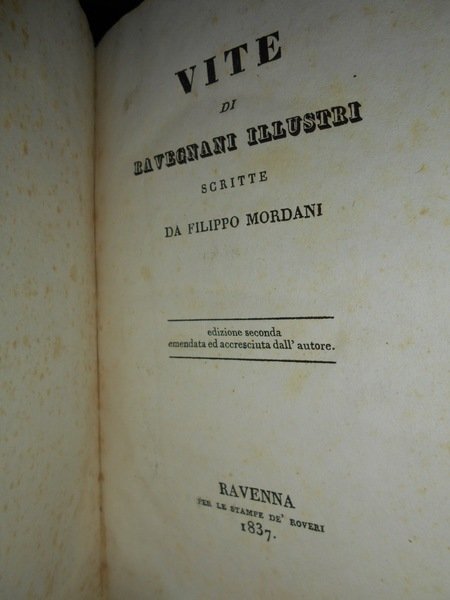 VITE
DI
RAVEGNANI ILLUSTRI
SCRITTE
DA FILIPPO MORDANI
edizione seconda
emendata ed accresciuta dall' autore.
RAVENNA
PER LE STAMPE DE' ROVERI
1837.